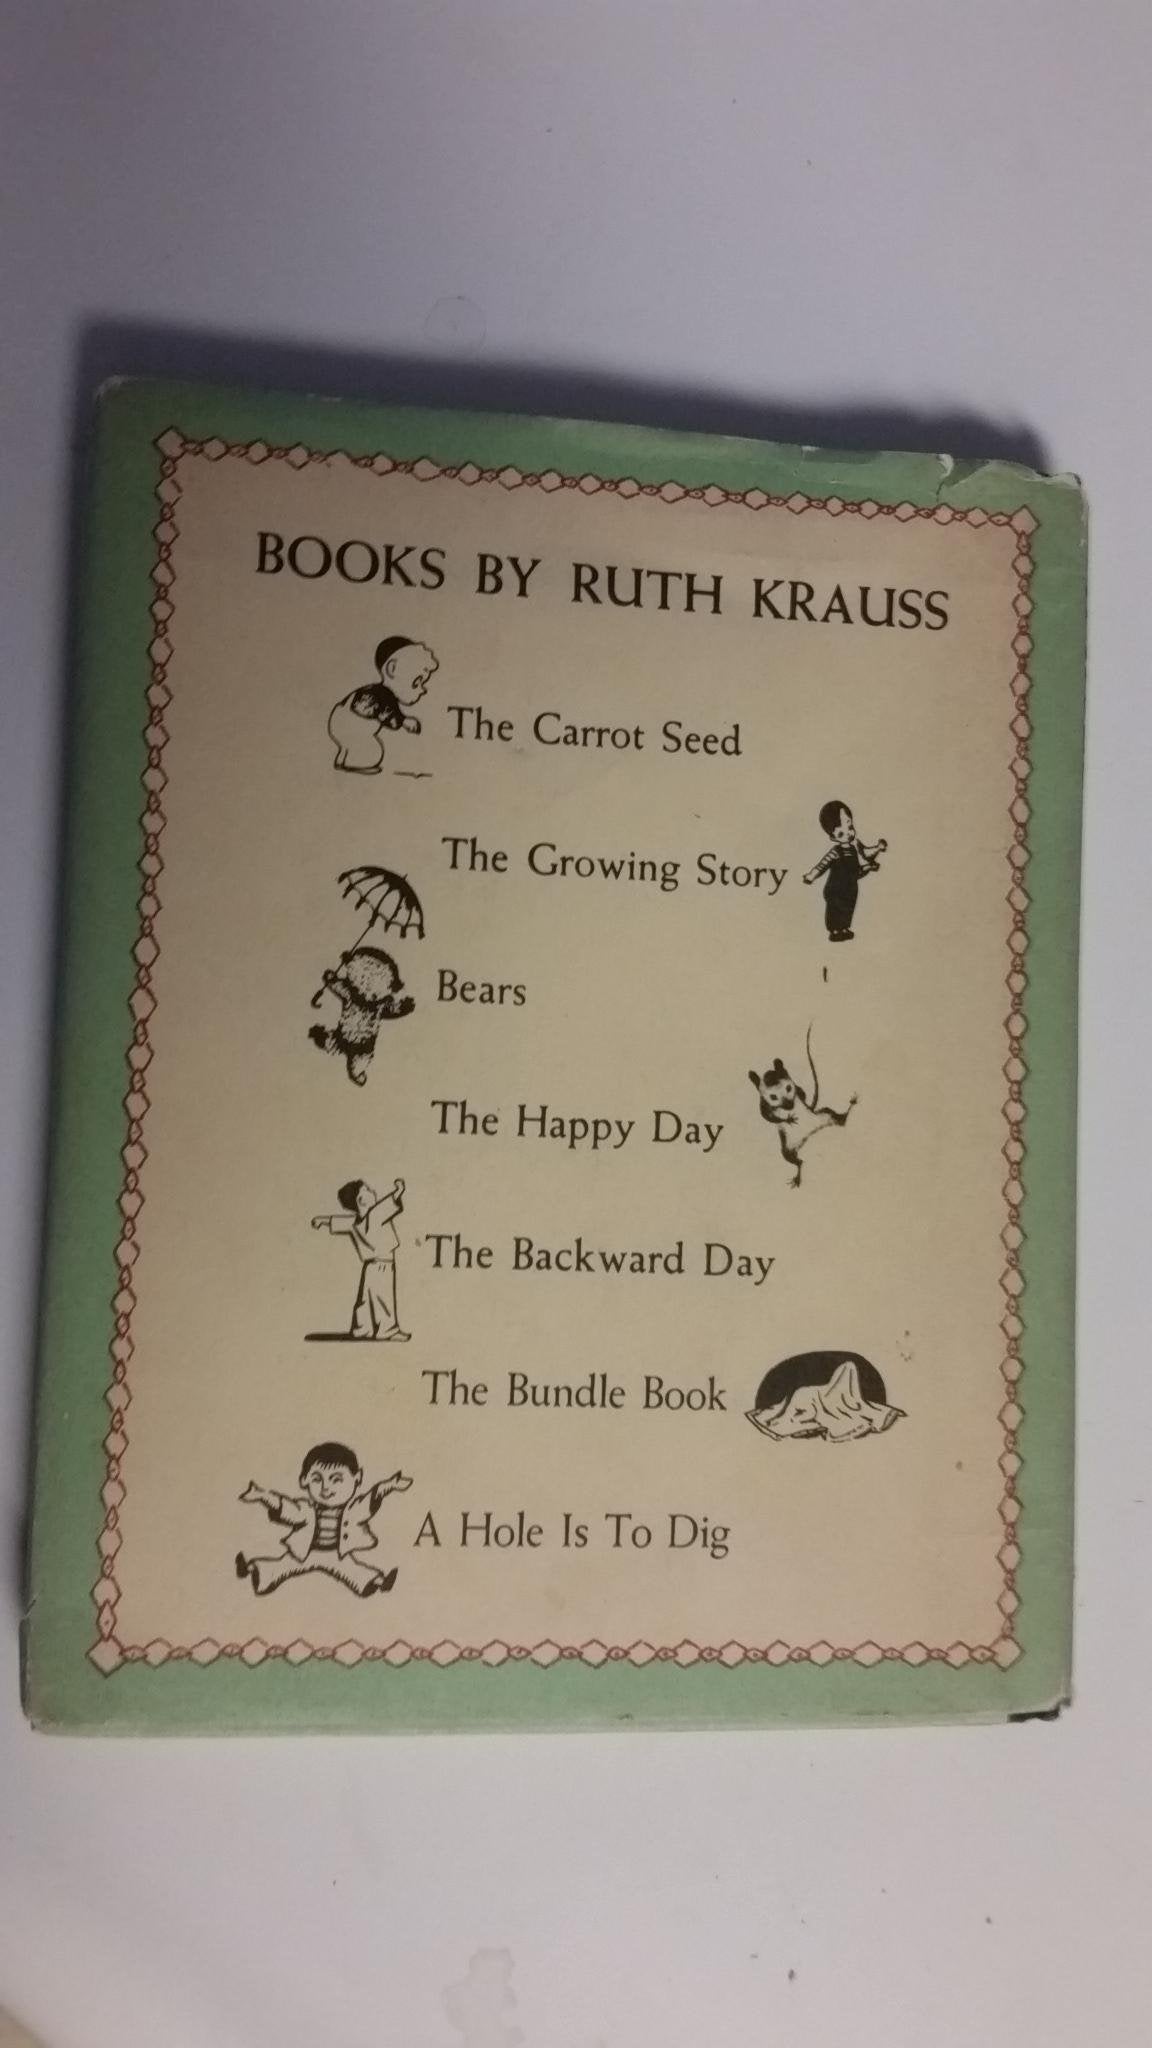 BOOKS BY RUTH KRAUSS
The Carrot Seed
The Growing Story
Bears
The Happy Day
The Backward Day
The Bundle Book
A Hole Is To Dig